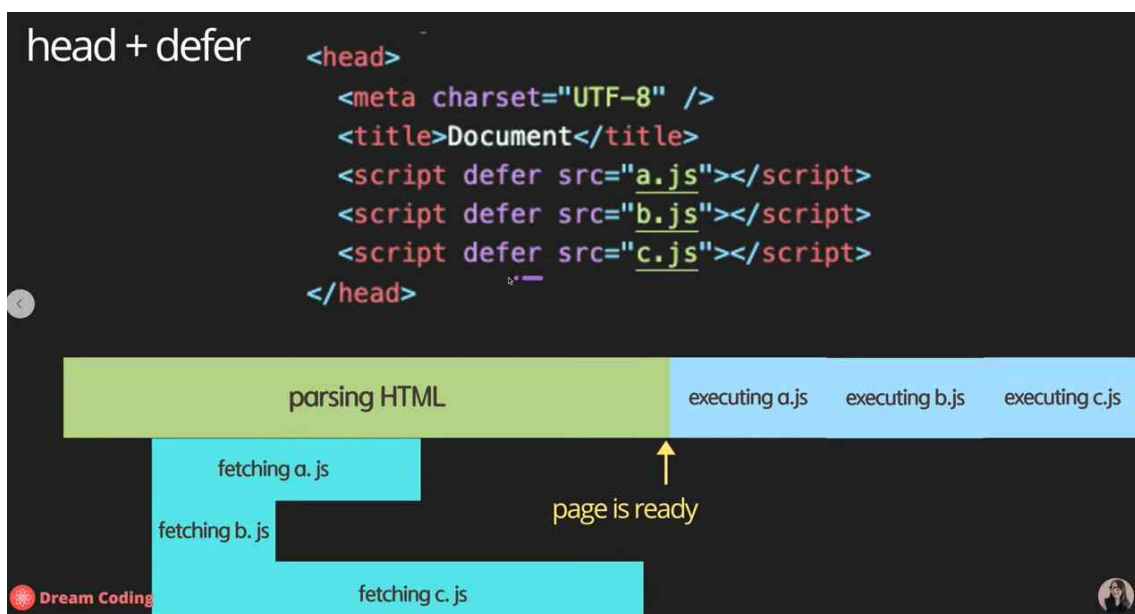 head + defer
<head>
<meta charset="UTF-8" />
<title>Document</title>
<script defer src="a.js"></script>
<script defer src="b.js"></script>
<script defer src="c.js"></script>
</head>
parsing HTML
executing a.js
executing b.js
executing c.js
fetching a. js
page is ready
fetching b. js
fetching c. js
Dream Coding